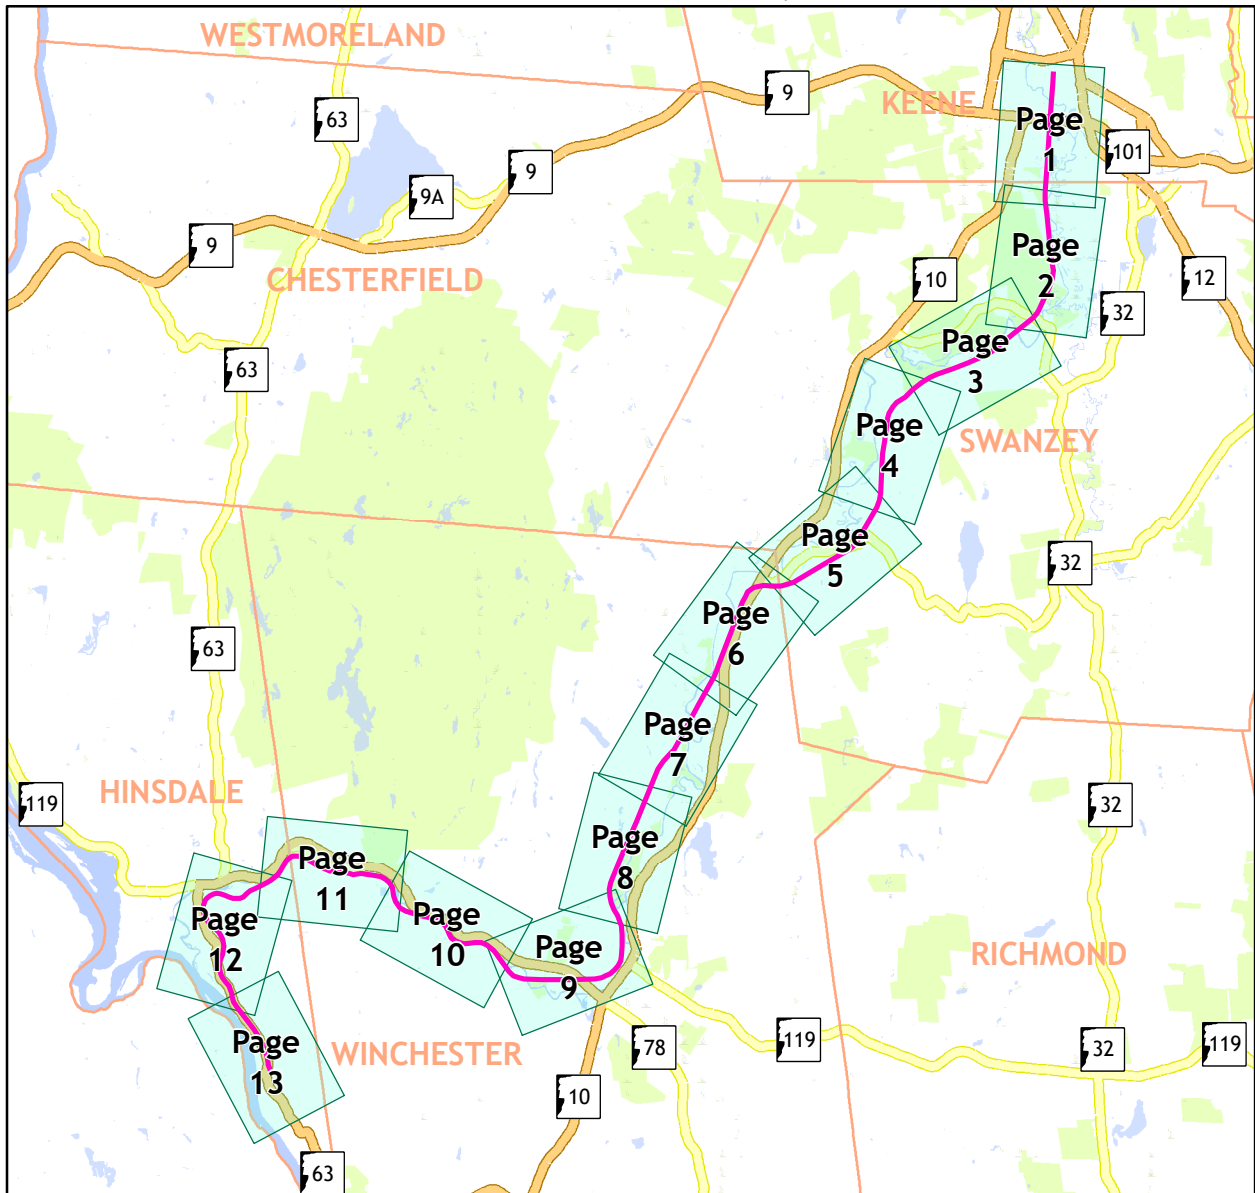 WESTMORELAND
9
KEENE
63
Page
1
101
9
9A
9
CHESTERFIELD
Page
2
10
12
32
Page
3
63
Page
4
SWANZEY
Page
5
32
Page
6
63
Page
7
HINSDALE
119
32
Page
8
Page
11
Page
10
Page
12
Page
9
RICHMOND
Page
13
WINCHESTER
78
119
32
119
10
63